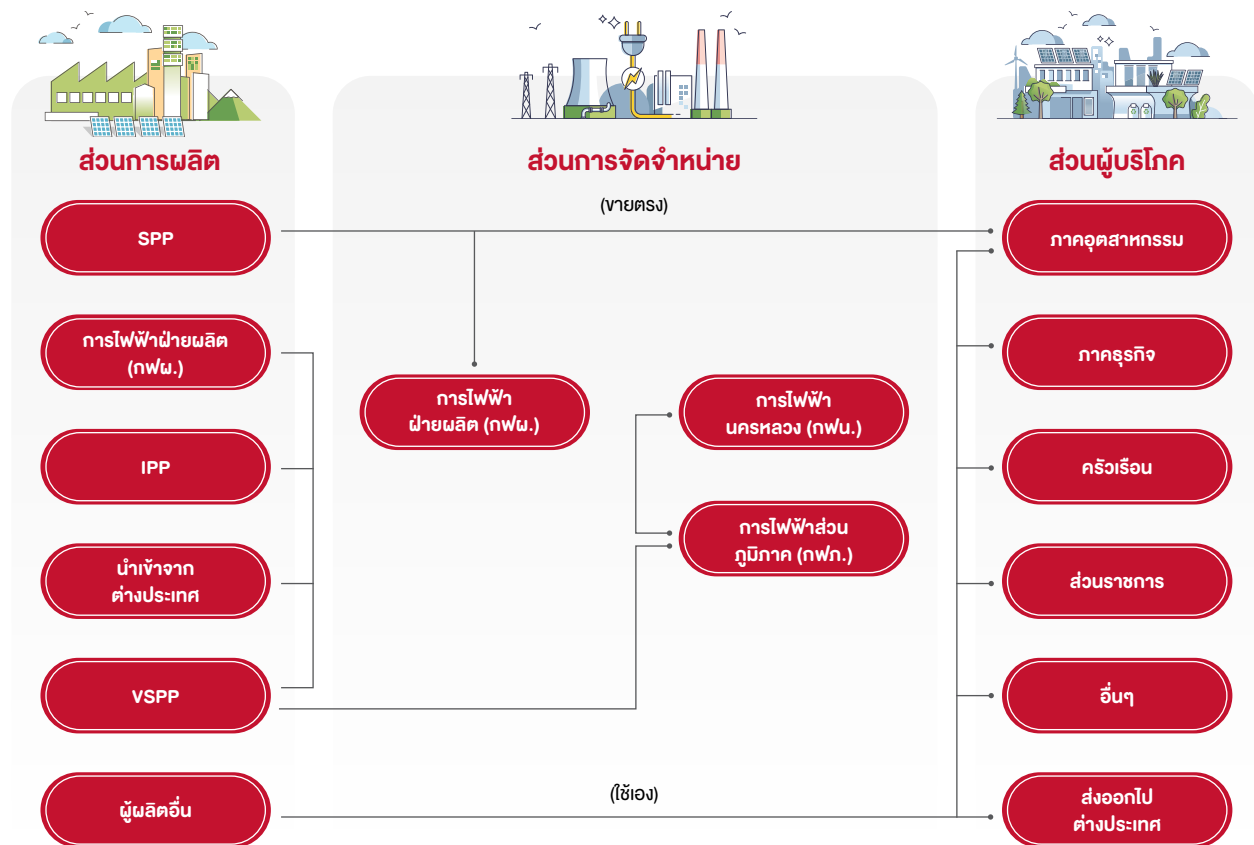 ส่วนการผลิต
SPP
การไฟฟ้าฝ่ายผลิต
(กฟผ.)
IPP
นำเข้าจาก
ต่างประเทศ
VSPP
ผู้ผลิตอื่น
ส่วนการจัดจำหน่าย
(ขายตรง)
การไฟฟ้า
ฝ่ายผลิต (กฟผ.)
การไฟฟ้า
นครหลวง (กฟน.)
การไฟฟ้าส่วน
ภูมิภาค (กฟภ.)
(ใช้เอง)
ส่วนผู้บริโภค
ภาคอุตสาหกรรม
ภาคธุรกิจ
ครัวเรือน
ส่วนราชการ
อื่นๆ
ส่งออกไป
ต่างประเทศ